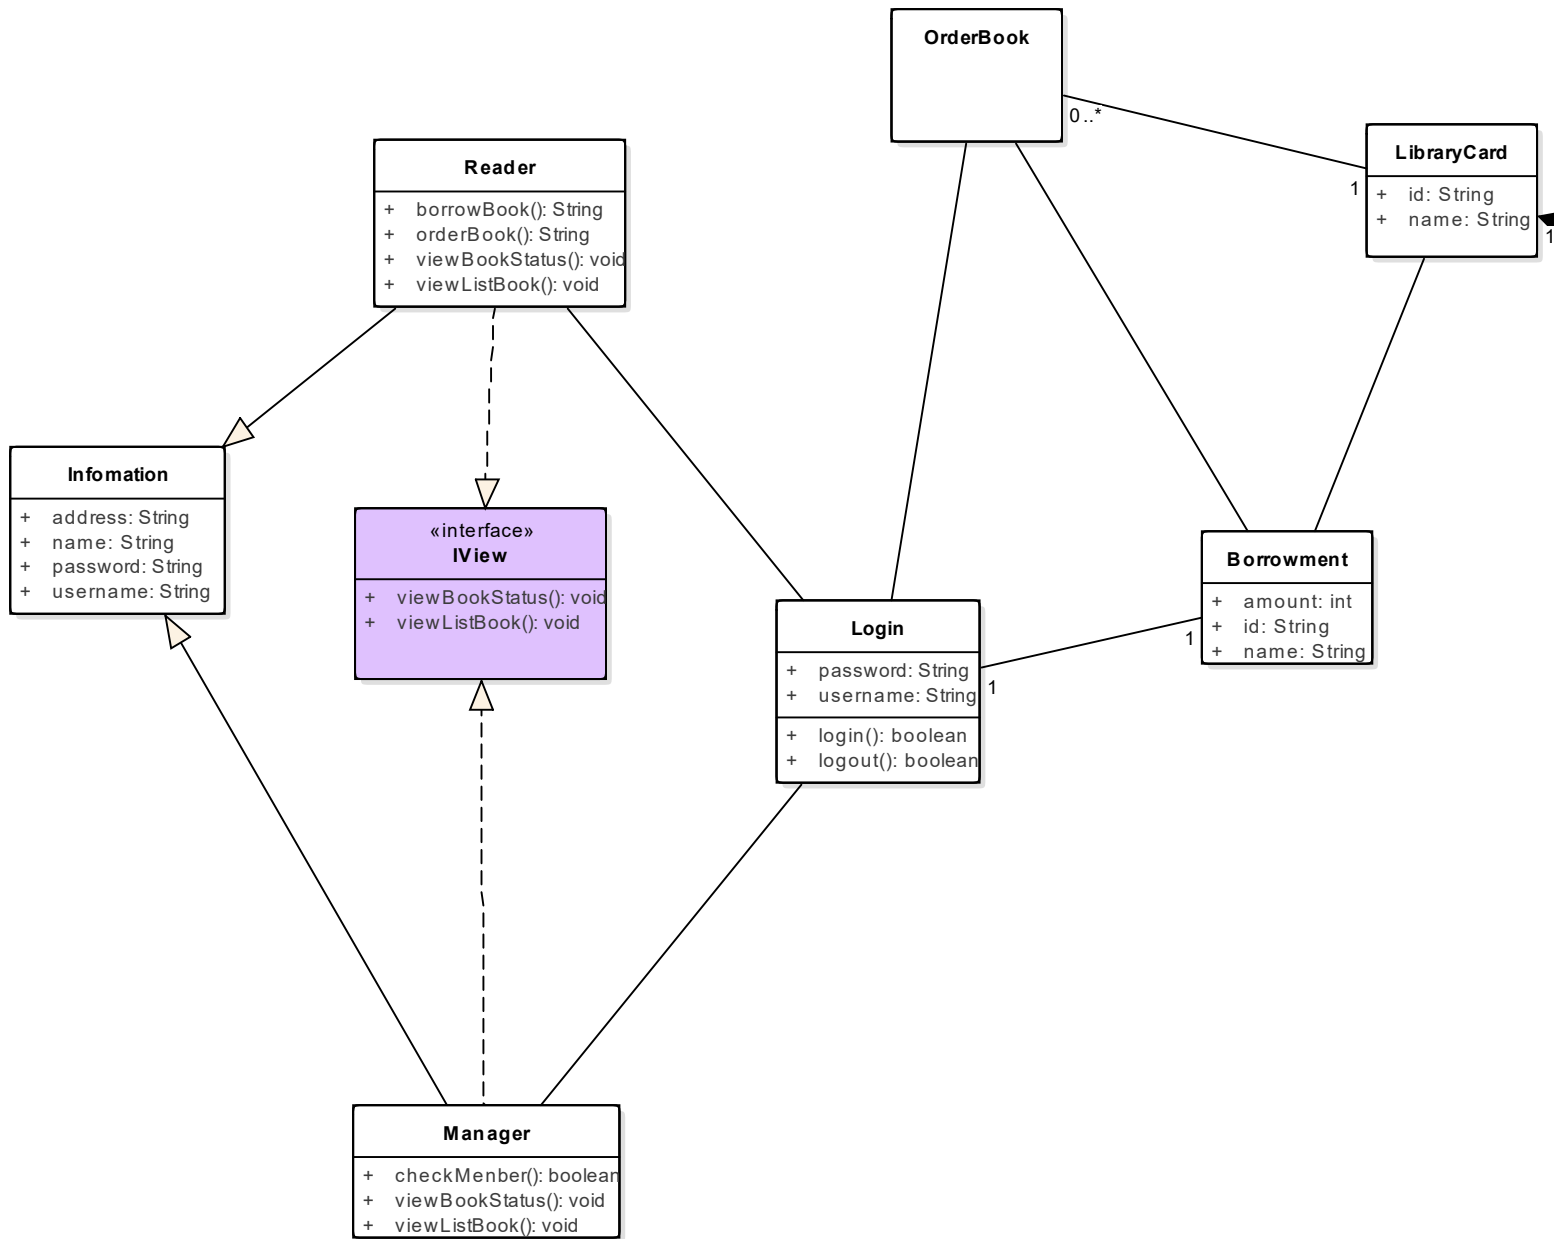 OrderBook
0..*
LibraryCard
+ id: String
+ name: String
1
1
Reader
+ borrowBook(): String
+ orderBook(): String
+ viewBookStatus(): void
+ viewListBook(): void
Infomation
+ address: String
+ name: String
+ password: String
+ username: String
«interface»
IView
+ viewBookStatus(): void
+ viewListBook(): void
Login
+ password: String
+ username: String
+ login(): boolean
+ logout(): boolean
1
1
Borrowment
+ amount: int
+ id: String
+ name: String
Manager
+ checkMenber(): boolean
+ viewBookStatus(): void
+ viewListBook(): void